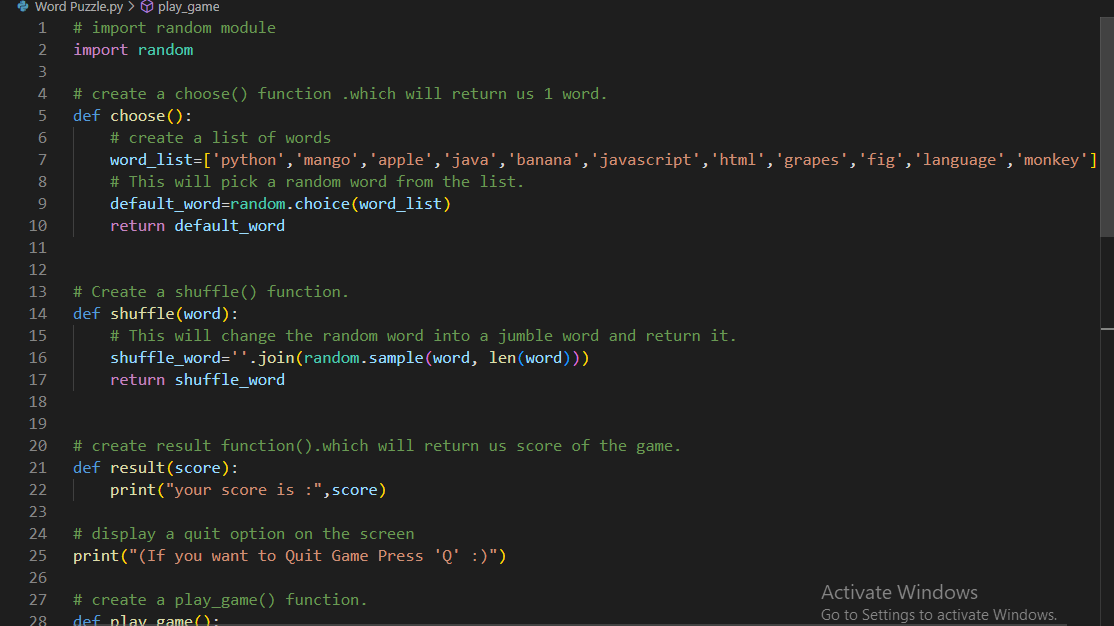 Word Puzzle.py > play_game
1 # import random module
2 import random
3
4 # create a choose() function .which will return us 1 word.
5 def choose():
6     # create a list of words
7     word_list=['python','mango','apple','java','banana','javascript','html','grapes','fig','language','monkey']
8     # This will pick a random word from the list.
9     default_word=random.choice(word_list)
10     return default_word
11
12
13 # Create a shuffle() function.
14 def shuffle(word):
15     # This will change the random word into a jumble word and return it.
16     shuffle_word=''.join(random.sample(word, len(word)))
17     return shuffle_word
18
19
20 # create result function().which will return us score of the game.
21 def result(score):
22     print("your score is :",score)
23
24 # display a quit option on the screen
25 print("(If you want to Quit Game Press 'Q' :)")
26
27 # create a play_game() function.
28 def play_game():
Activate Windows
Go to Settings to activate Windows.